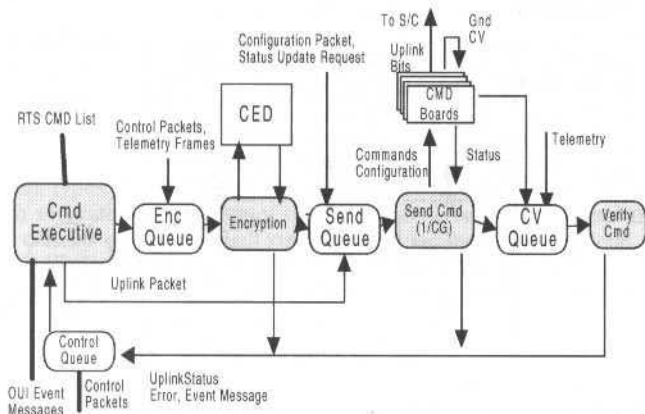 To S/C
Gnd
CV
Uplink
Bits
Configuration Packet,
Status Update Request
CED
CMD
Boards
RTS CMD List
Control Packets,
Telemetry Frames
Commands
Configuration
Status
Telemetry
Cmd
Executive
Enc
Queue
Encryption
Send
Queue
Send Cmd
(1/CG)
CV
Queue
Verify
Cmd
Uplink Packet
Control
Queue
OUI Event
Messages
Control
Packets
UplinkStatus
Error, Event Message